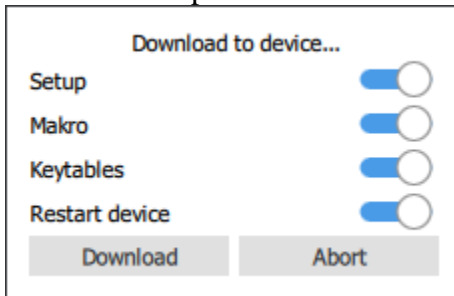 Download to device...
Setup
Makro
Keytables
Restart device
Download Abort